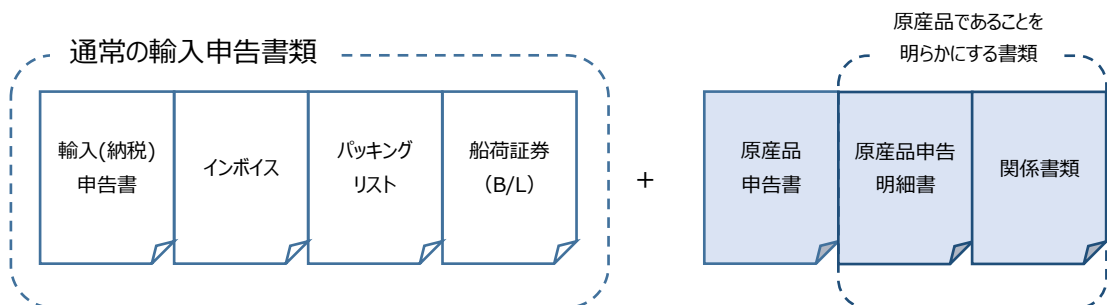 通常の輸入申告書類
原産品であることを
明らかにする書類
輸入(納税)
申告書
インボイス
パッキング
リスト
船荷証券
（B/L）
+
原産品
申告書
原産品申告
明細書
関係書類